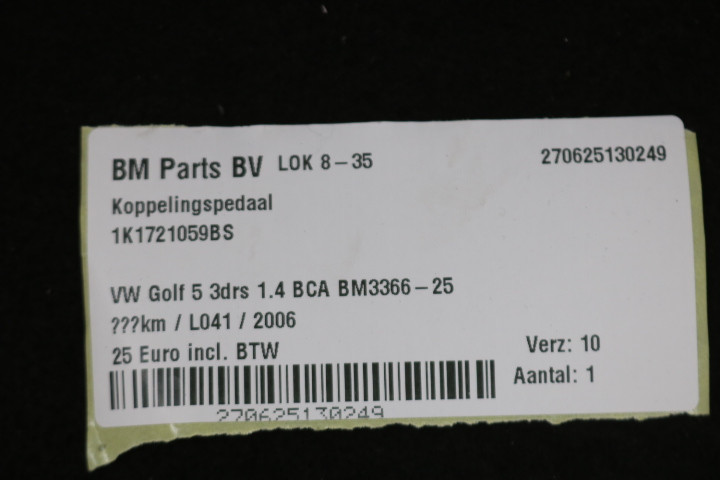 BM Parts BV LOK 8-35 270625130249
Koppelingspedaal
1K1721059BS
VW Golf 5 3drs 1.4 BCA BM3366-25
???km / L041 / 2006
25 Euro incl. BTW Verz: 10
Aantal: 1
270625130249